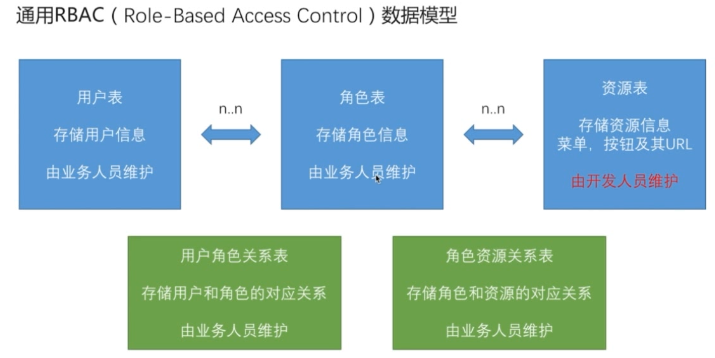 通用RBAC（Role-Based Access Control）数据模型
用户表
存储用户信息
由业务人员维护
n..n
角色表
存储角色信息
由业务人员维护
n..n
资源表
存储资源信息
菜单，按钮及其URL
由开发人员维护
用户角色关系表
存储用户和角色的对应关系
由业务人员维护
角色资源关系表
存储角色和资源的对应关系
由业务人员维护